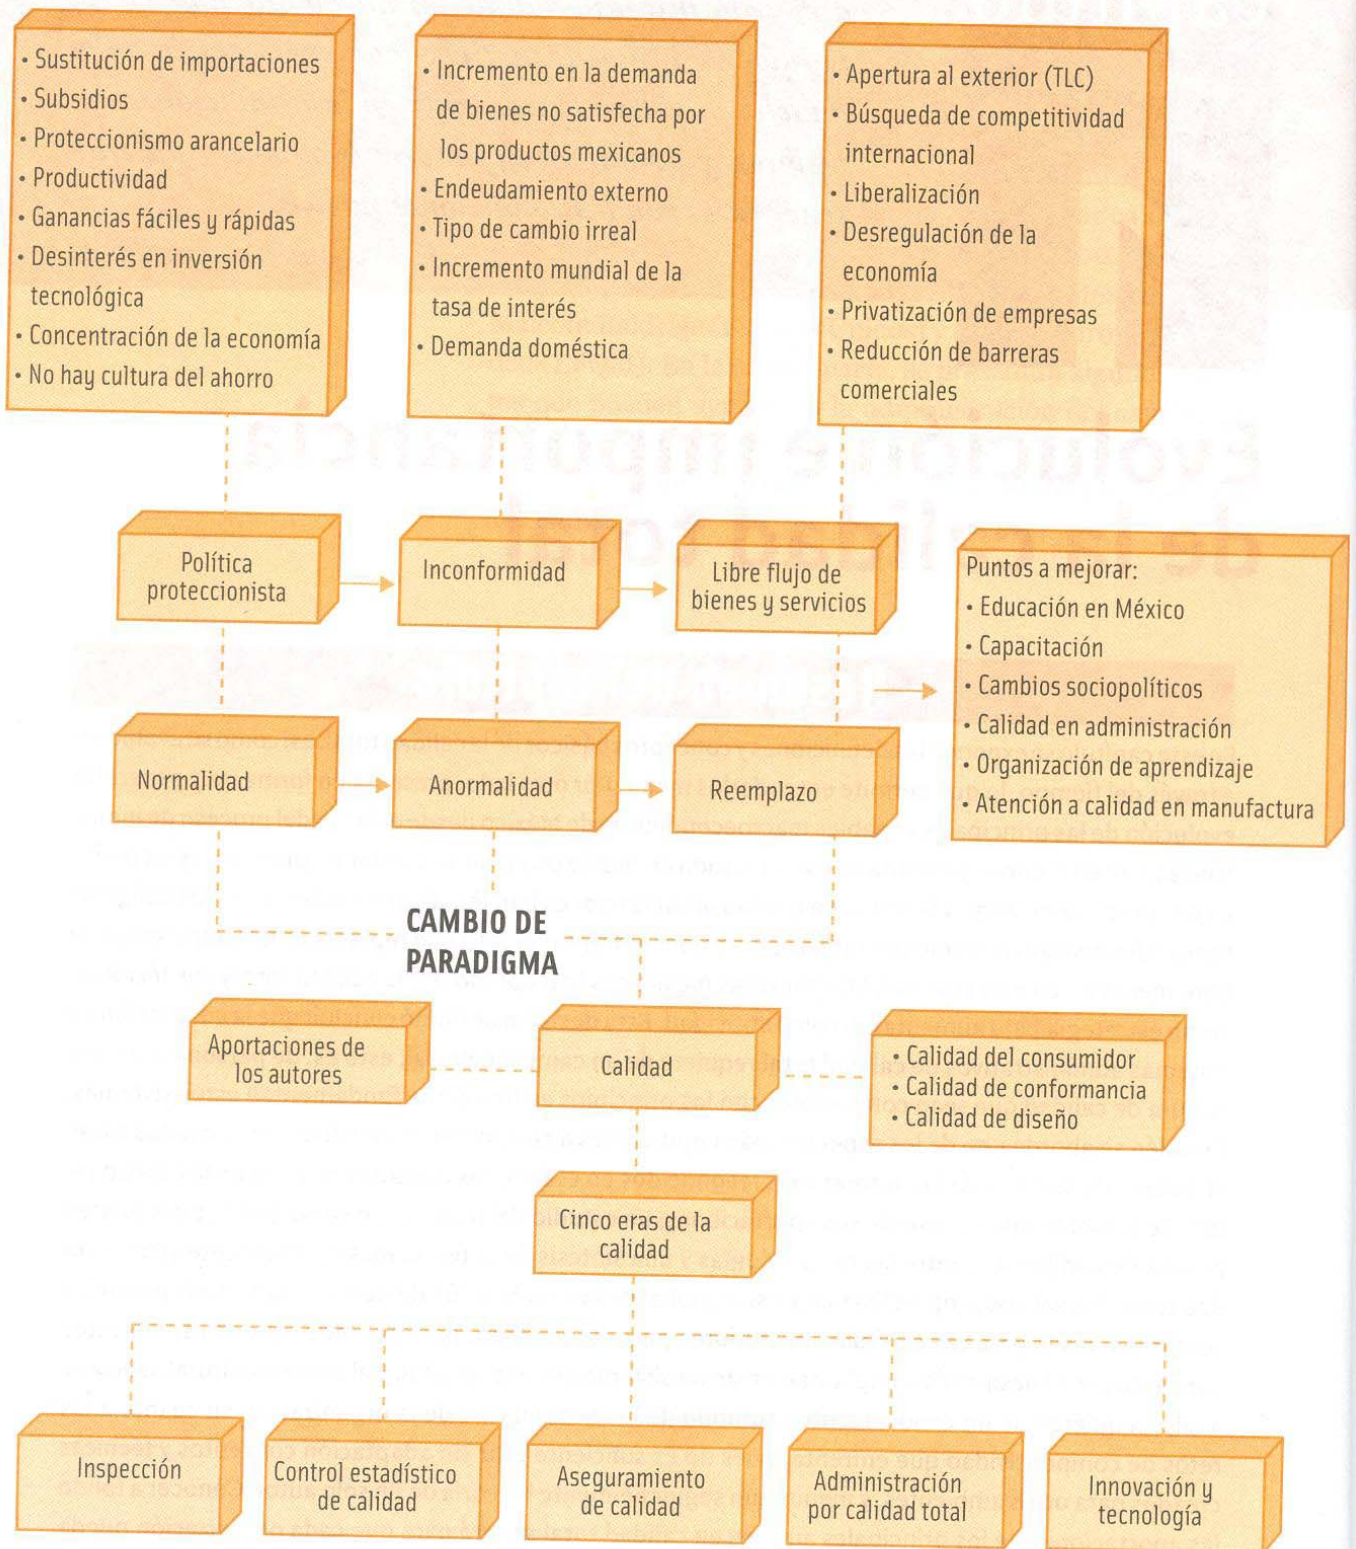 • Sustitución de importaciones
• Subsidios
• Proteccionismo arancelario
• Productividad
• Ganancias fáciles y rápidas
• Desinterés en inversión
tecnológica
• Concentración de la economía
• No hay cultura del ahorro
• Incremento en la demanda
de bienes no satisfecha por
los productos mexicanos
• Endeudamiento externo
• Tipo de cambio irreal
• Incremento mundial de la
tasa de interés
• Demanda doméstica
• Apertura al exterior (TLC)
• Búsqueda de competitividad
internacional
• Liberalización
• Desregulación de la
economía
• Privatización de empresas
• Reducción de barreras
comerciales
Política
proteccionista
Inconformidad
Libre flujo de
bienes y servicios
Puntos a mejorar:
• Educación en México
• Capacitación
• Cambios sociopolíticos
• Calidad en administración
• Organización de aprendizaje
• Atención a calidad en manufactura
Normalidad
Anormalidad
Reemplazo
CAMBIO DE
PARADIGMA
Aportaciones de
los autores
Calidad
• Calidad del consumidor
• Calidad de conformancia
• Calidad de diseño
Cinco eras de la
calidad
Inspección
Control estadístico
de calidad
Aseguramiento
de calidad
Administración
por calidad total
Innovación y
tecnología